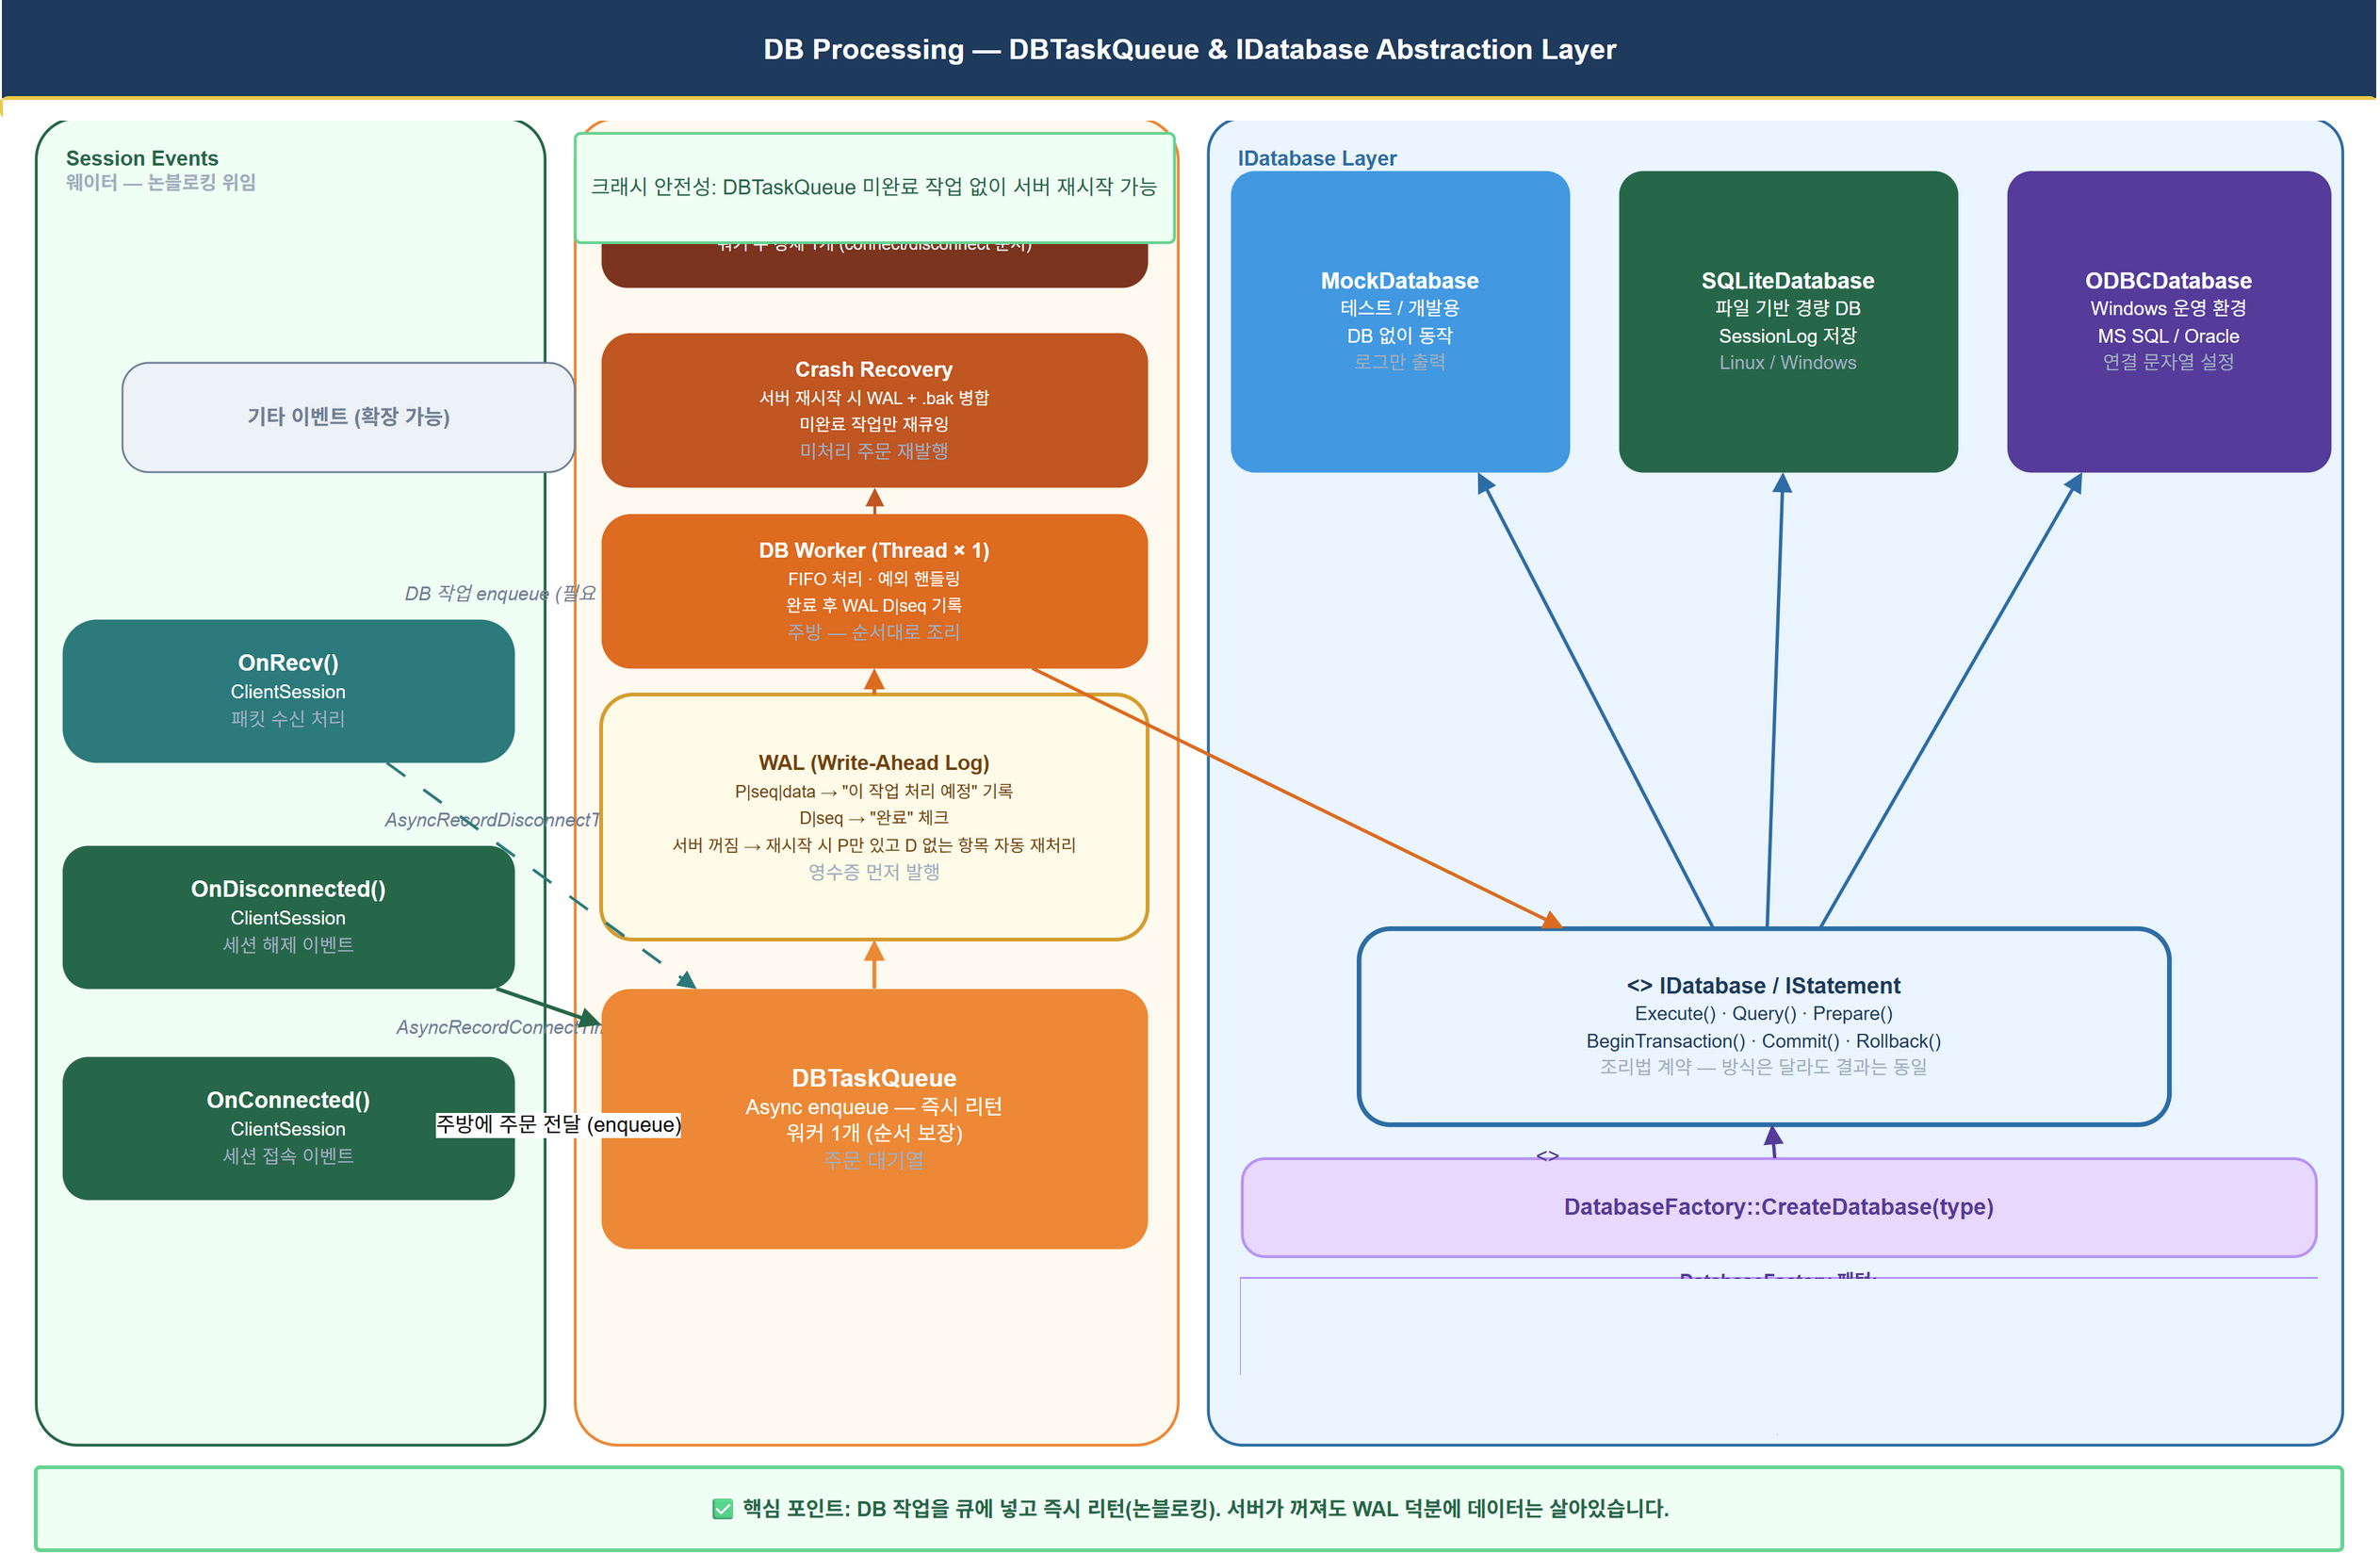 DB Processing — DBTaskQueue & IDatabase Abstraction Layer
Session Events
웨이터 — 논블로킹 위임
기타 이벤트 (확장 가능)
DB 작업 enqueue (필요
OnRecv()
ClientSession
패킷 수신 처리
AsyncRecordDisconnectT
OnDisconnected()
ClientSession
세션 해제 이벤트
AsyncRecordConnectTi
OnConnected()
ClientSession
세션 접속 이벤트
주방에 주문 전달 (enqueue)
크래시 안전성: DBTaskQueue 미완료 작업 없이 서버 재시작 가능
워커 수 강제 1개 (connect/disconnect 순서)
Crash Recovery
서버 재시작 시 WAL + .bak 병합
미완료 작업만 재큐잉
미처리 주문 재발행
DB Worker (Thread × 1)
FIFO 처리 · 예외 핸들링
완료 후 WAL D|seq 기록
주방 — 순서대로 조리
WAL (Write-Ahead Log)
P|seq|data → "이 작업 처리 예정" 기록
D|seq → "완료" 체크
서버 꺼짐 → 재시작 시 P만 있고 D 없는 항목 자동 재처리
영수증 먼저 발행
DBTaskQueue
Async enqueue — 즉시 리턴
워커 1개 (순서 보장)
주문 대기열
IDatabase Layer
MockDatabase
테스트 / 개발용
DB 없이 동작
로그만 출력
SQLiteDatabase
파일 기반 경량 DB
SessionLog 저장
Linux / Windows
ODBCDatabase
Windows 운영 환경
MS SQL / Oracle
연결 문자열 설정
<> IDatabase / IStatement
Execute() · Query() · Prepare()
BeginTransaction() · Commit() · Rollback()
조리법 계약 — 방식은 달라도 결과는 동일
<>
DatabaseFactory::CreateDatabase(type)
DatabaseFactory 패턴:
✅ 핵심 포인트: DB 작업을 큐에 넣고 즉시 리턴(논블로킹). 서버가 꺼져도 WAL 덕분에 데이터는 살아있습니다.